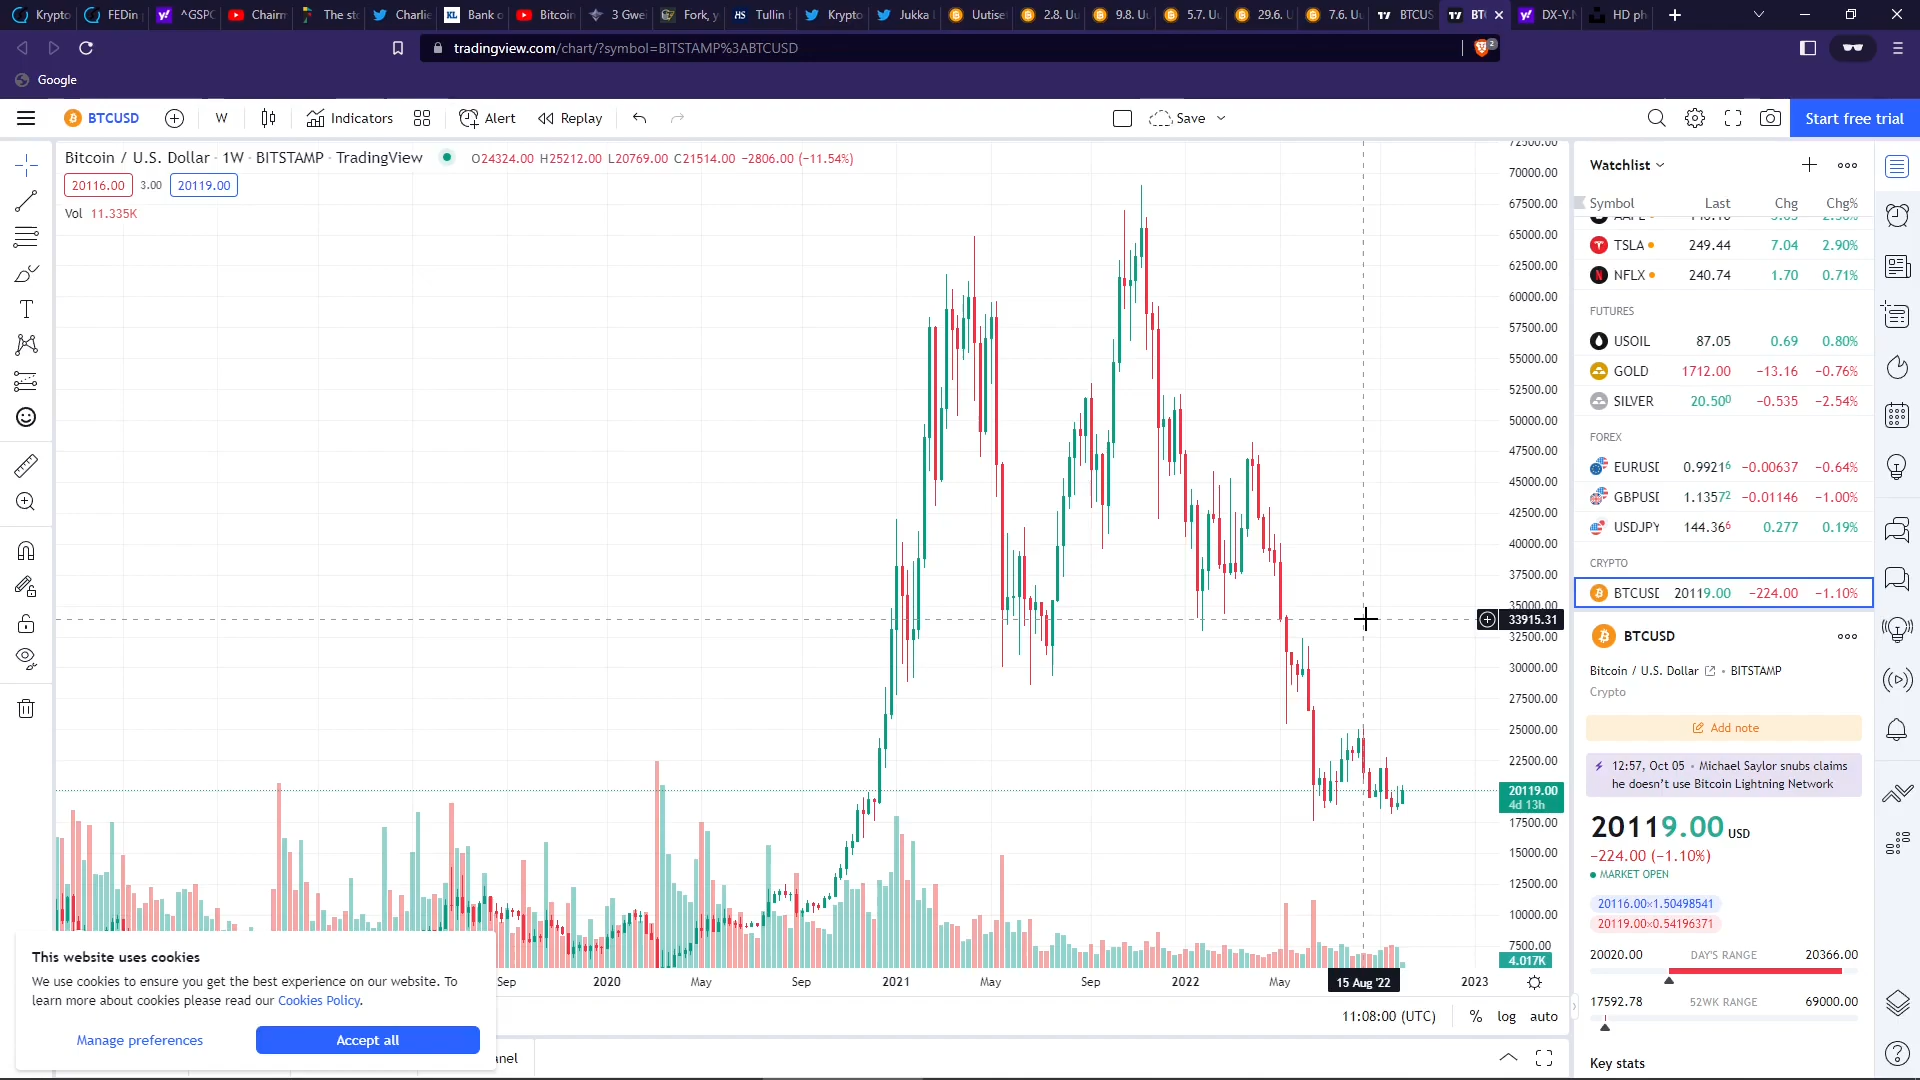 Krypto
FEDin
^GSPC
Chairm
The st
Charlie
KL Bank o
Bitcoin
3 Gwei
Fork, y
HS Tullin
Krypto
Jukka
Uutise
2.8. Uu
9.8. Uu
5.7. Uu
29.6. U
7.6. Uu
BTCUS
BT
DX-Y.N
HD ph
tradingview.com/chart/?symbol=BITSTAMP%3ABTCUSD
2
Google
BTCUSD
W
Indicators
Alert
Replay
Save
Start free trial
Bitcoin / U.S. Dollar · 1W · BITSTAMP · TradingView
O24324.00 H25212.00 L20769.00 C21514.00 −2806.00 (−11.54%)
20116.00 3.00 20119.00
Vol 11.335K
72500.00
70000.00
67500.00
65000.00
62500.00
60000.00
57500.00
55000.00
52500.00
50000.00
47500.00
45000.00
42500.00
40000.00
37500.00
35000.00
33915.31
32500.00
30000.00
27500.00
25000.00
22500.00
20119.00
4d 13h
17500.00
15000.00
12500.00
10000.00
7500.00
4.017K
Sep 2020 May Sep 2021 May Sep 2022 May 15 Aug '22 2023
11:08:00 (UTC) % log auto
anel
This website uses cookies
We use cookies to ensure you get the best experience on our website. To
learn more about cookies please read our Cookies Policy.
Manage preferences
Accept all
Watchlist
Symbol Last Chg Chg%
TSLA 249.44 7.04 2.90%
NFLX 240.74 1.70 0.71%
FUTURES
USOIL 87.05 0.69 0.80%
GOLD 1712.00 −13.16 −0.76%
SILVER 20.500 −0.535 −2.54%
FOREX
EURUSD 0.99216 −0.00637 −0.64%
GBPUSD 1.13572 −0.01146 −1.00%
USDJPY 144.366 0.277 0.19%
CRYPTO
BTCUSD 20119.00 −224.00 −1.10%
BTCUSD
Bitcoin / U.S. Dollar • BITSTAMP
Crypto
Add note
12:57, Oct 05 • Michael Saylor snubs claims
he doesn't use Bitcoin Lightning Network
20119.00 USD
−224.00 (−1.10%)
MARKET OPEN
20116.00×1.50498541
20119.00×0.54196371
20020.00 DAY'S RANGE 20366.00
17592.78 52WK RANGE 69000.00
Key stats